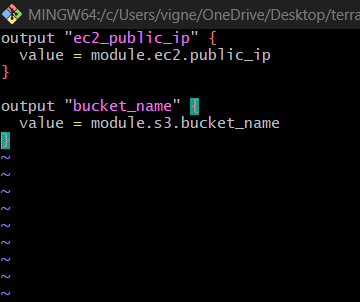 MINGW64:/c/Users/vigne/OneDrive/Desktop/terra
output "ec2_public_ip" {
  value = module.ec2.public_ip
}

output "bucket_name" {
  value = module.s3.bucket_name
}
~
~
~
~
~
~
~
~
~